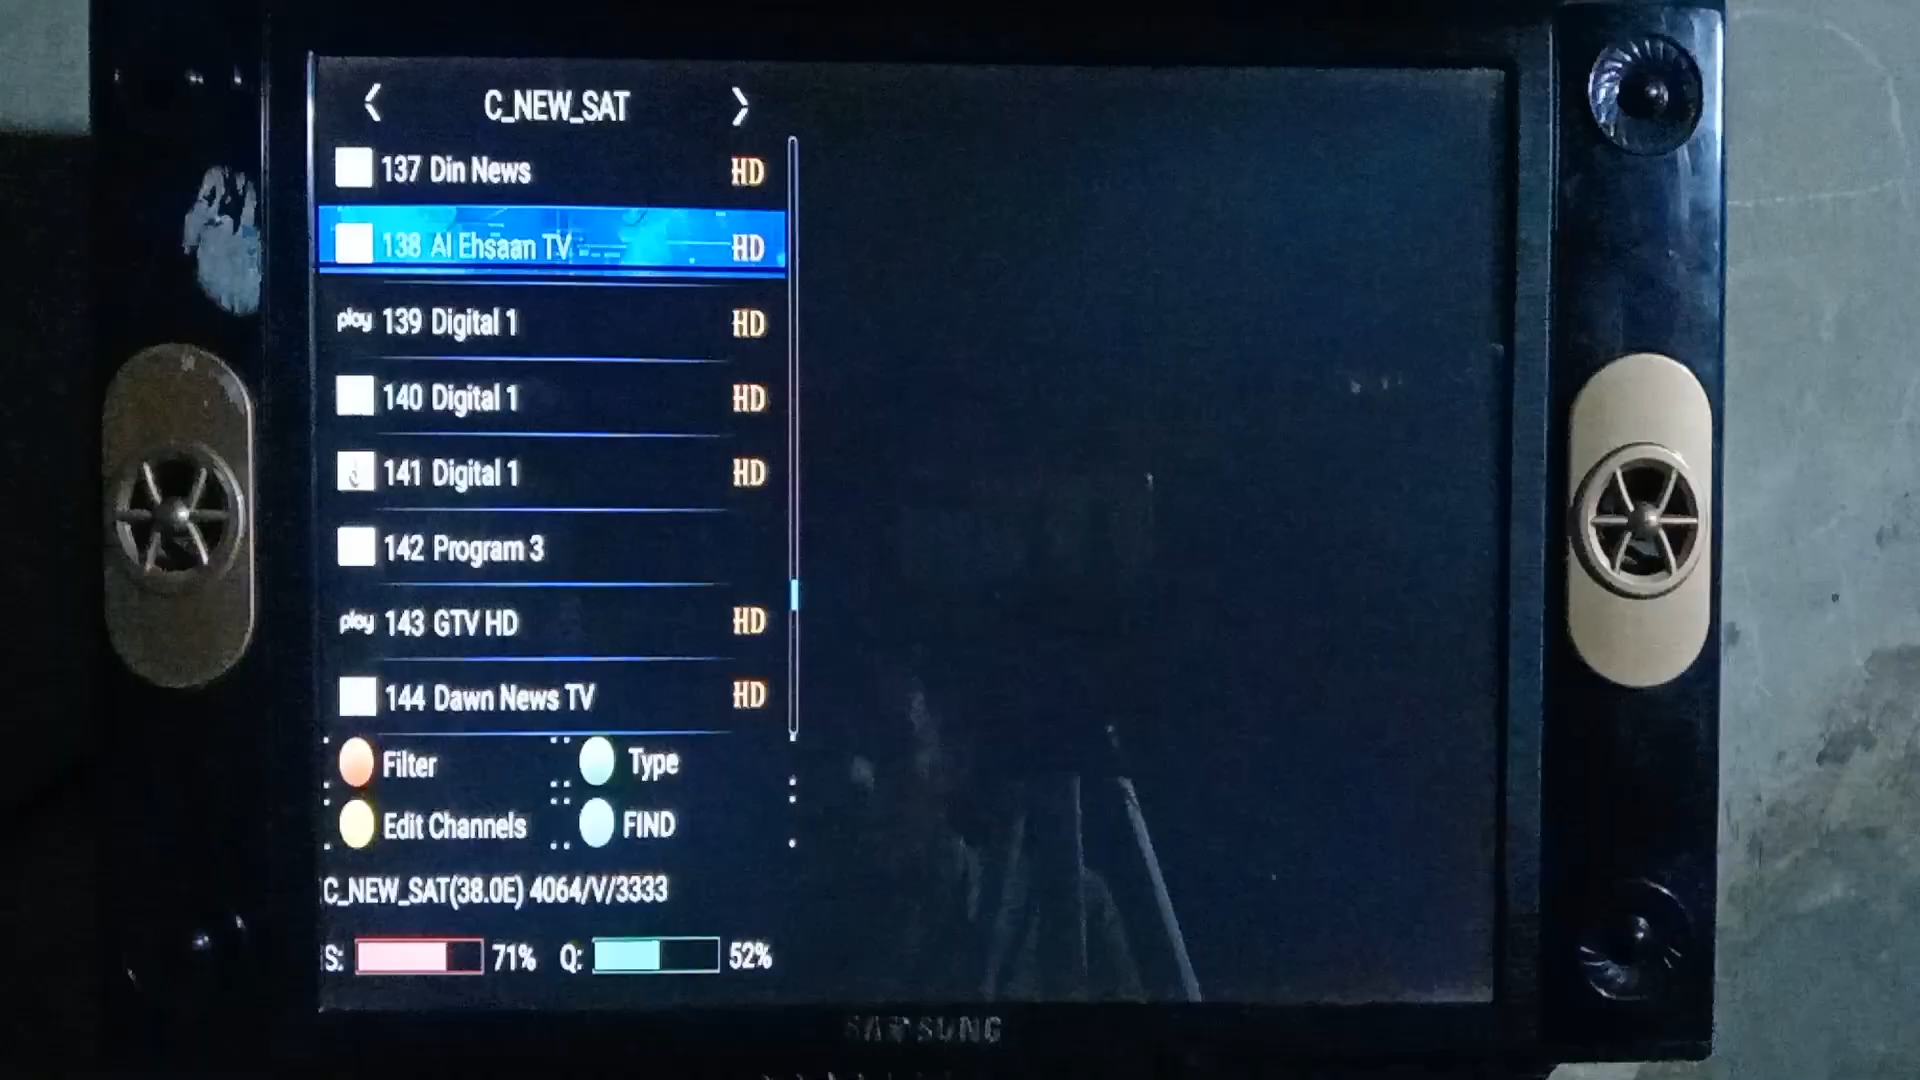 C_NEW_SAT
137 Din News HD
138 Al Ehsaan TV HD
play 139 Digital 1 HD
140 Digital 1 HD
141 Digital 1 HD
142 Program 3
play 143 GTV HD HD
144 Dawn News TV HD
Filter Type
Edit Channels FIND
C_NEW_SAT(38.0E) 4064/V/3333
S: 71% Q: 52%
SAMSUNG